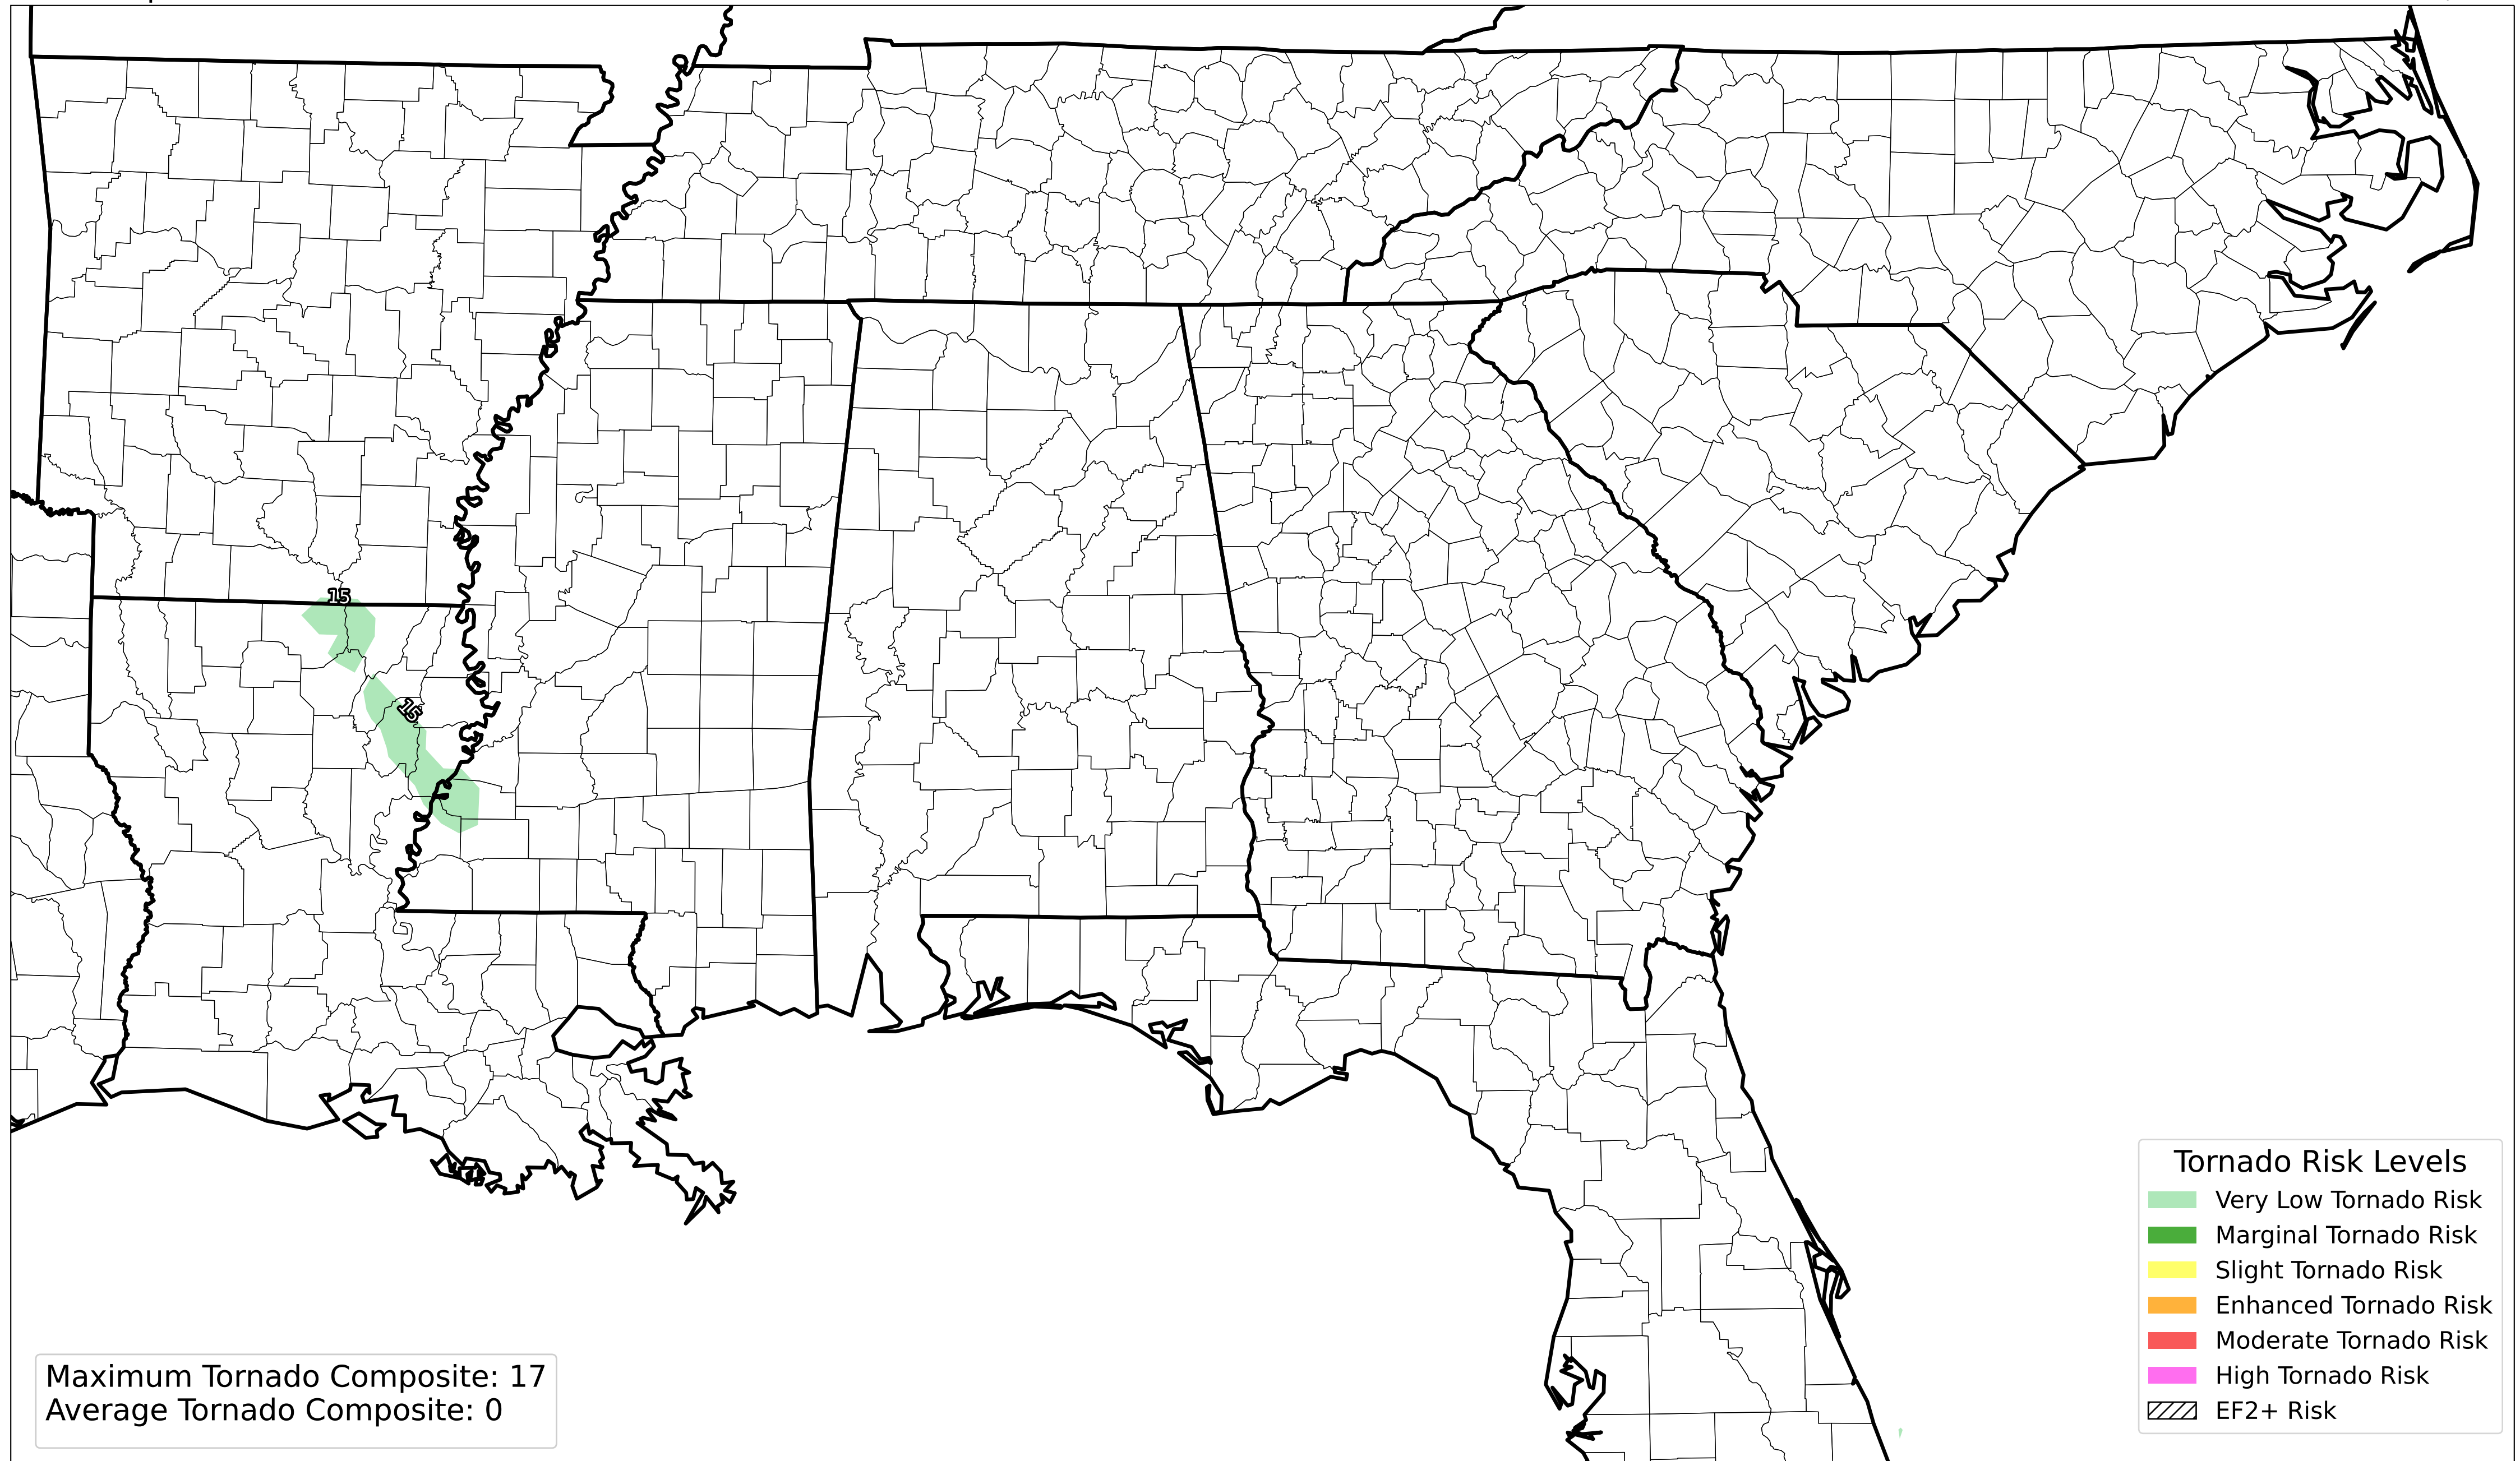 15
15
Tornado Risk Levels
Very Low Tornado Risk
Marginal Tornado Risk
Slight Tornado Risk
Enhanced Tornado Risk
Moderate Tornado Risk
High Tornado Risk
EF2+ Risk
Maximum Tornado Composite: 17
Average Tornado Composite: 0